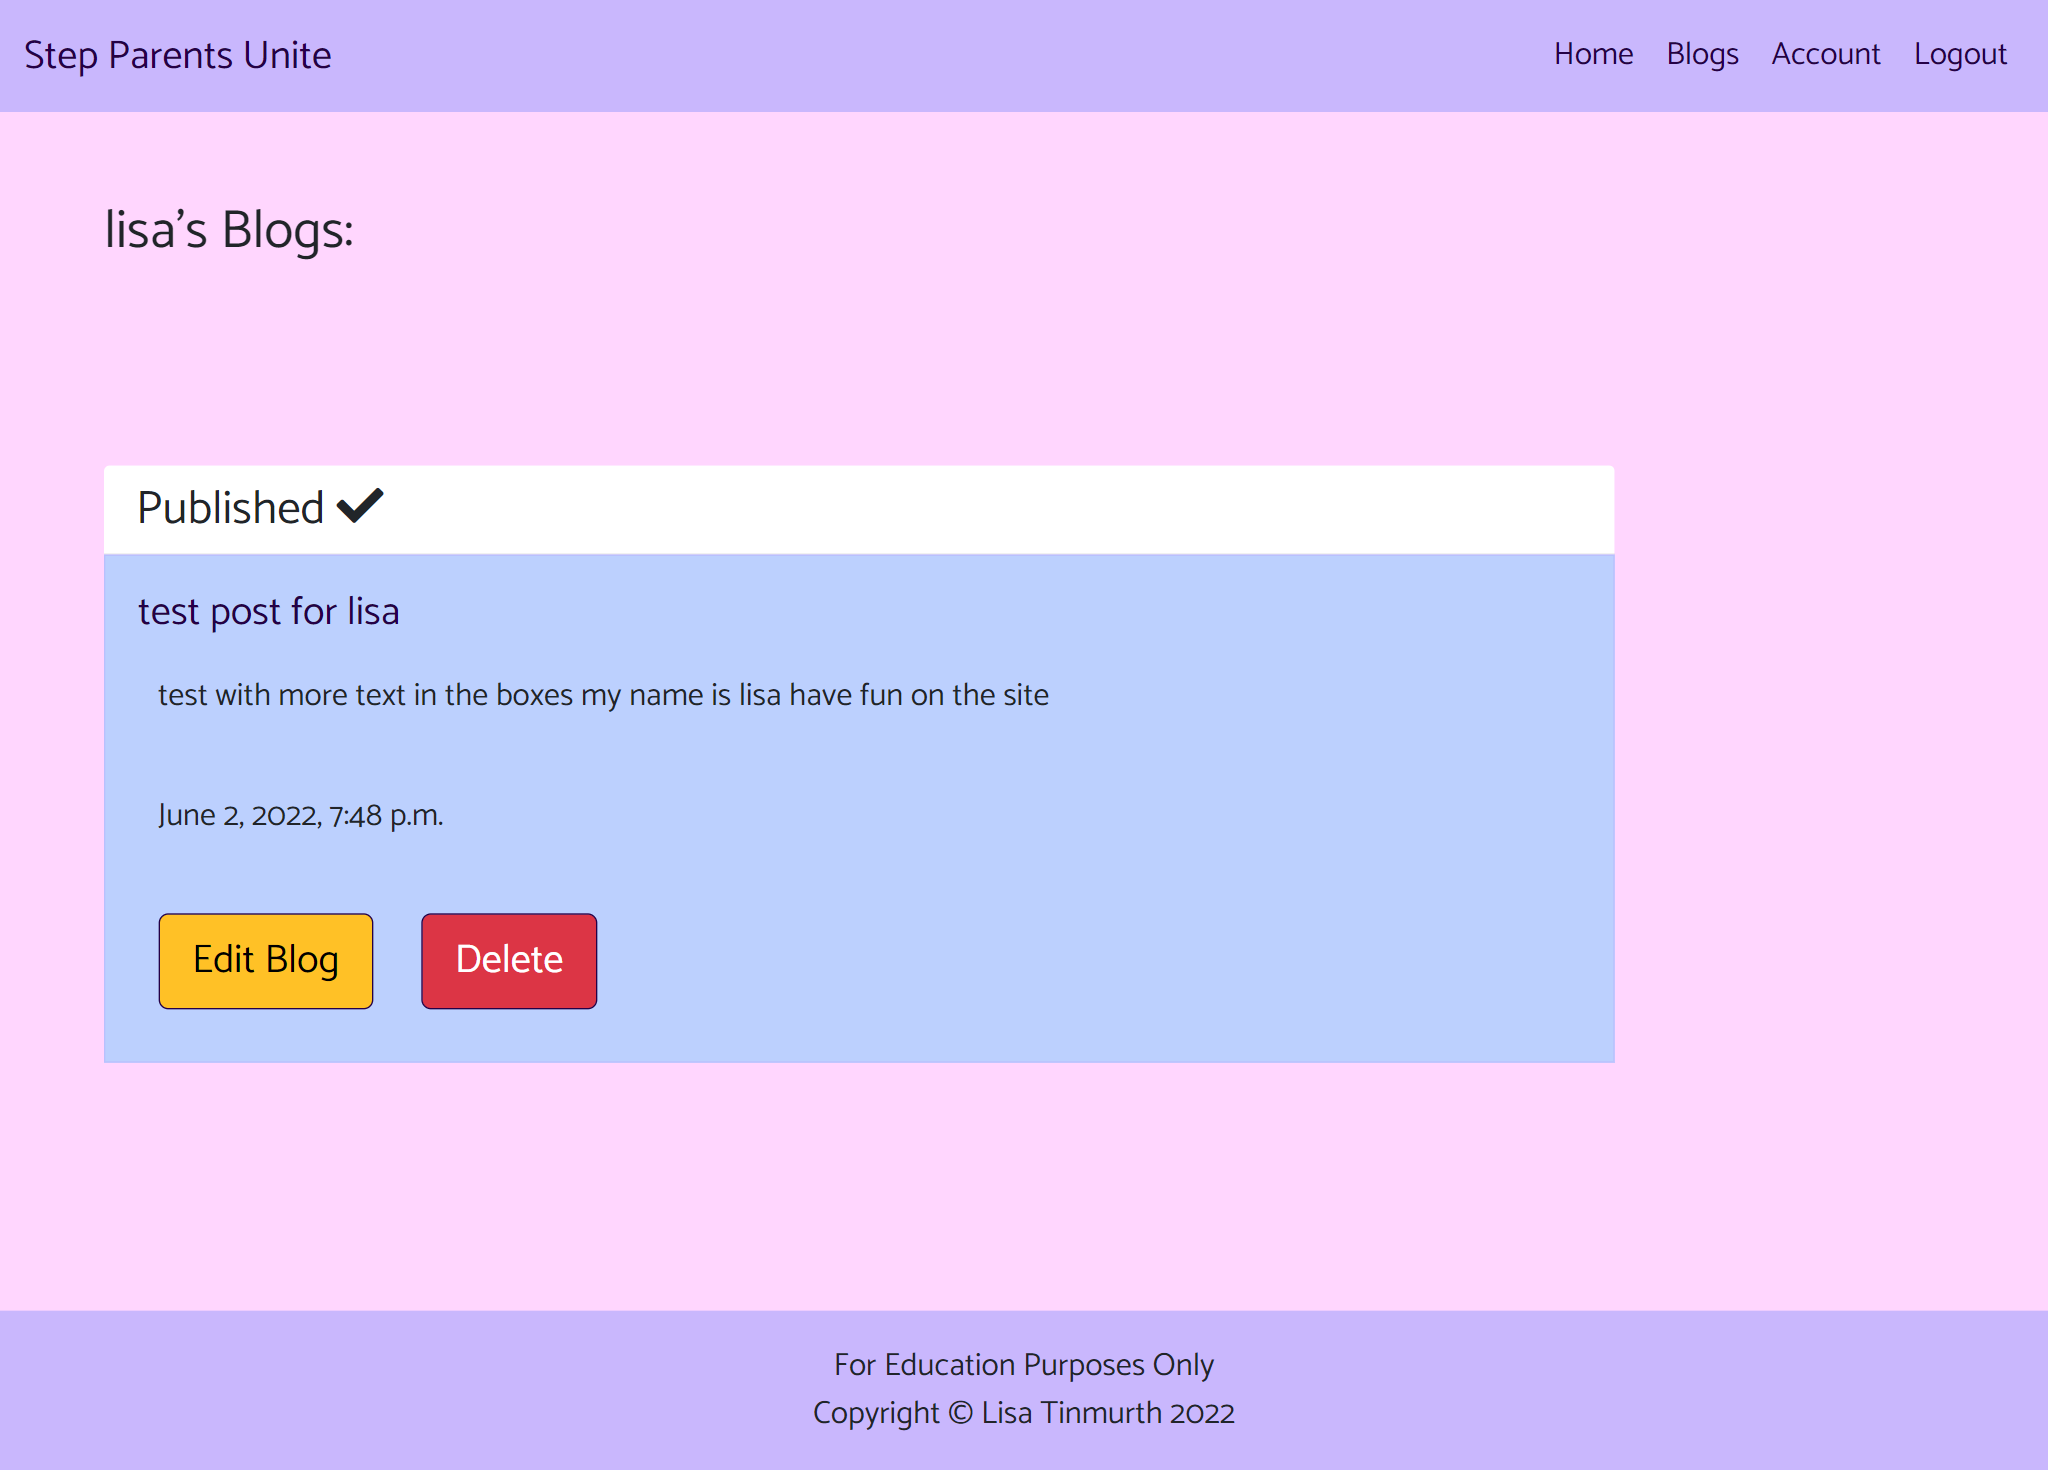 Step Parents Unite
Home Blogs Account Logout
lisa's Blogs:
Published
test post for lisa
test with more text in the boxes my name is lisa have fun on the site
June 2, 2022, 7:48 p.m.
Edit Blog Delete
For Education Purposes Only
Copyright © Lisa Tinmurth 2022